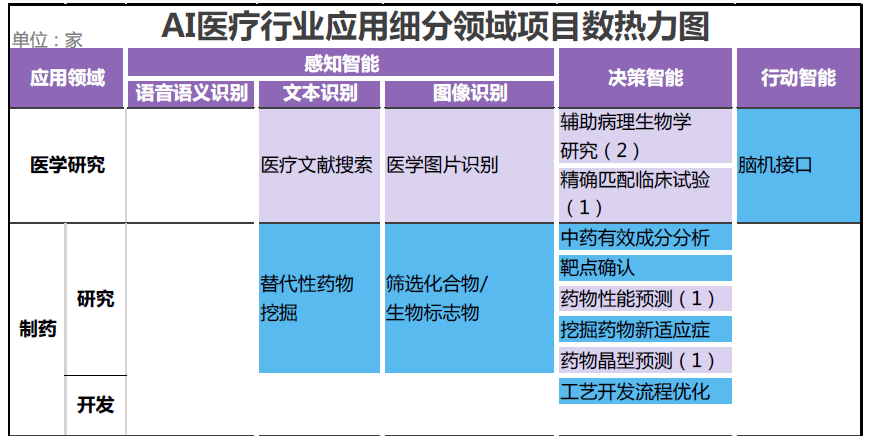 AI医疗行业应用细分领域项目数热力图
单位：家
应用领域
感知智能
决策智能
行动智能
语音语义识别
文本识别
图像识别
医学研究
医疗文献搜索
医学图片识别
辅助病理生物学
研究（2）
精确匹配临床试验
（1）
脑机接口
制药
研究
替代性药物
挖掘
筛选化合物/
生物标志物
中药有效成分分析
靶点确认
药物性能预测（1）
挖掘药物新适应症
药物晶型预测（1）
开发
工艺开发流程优化